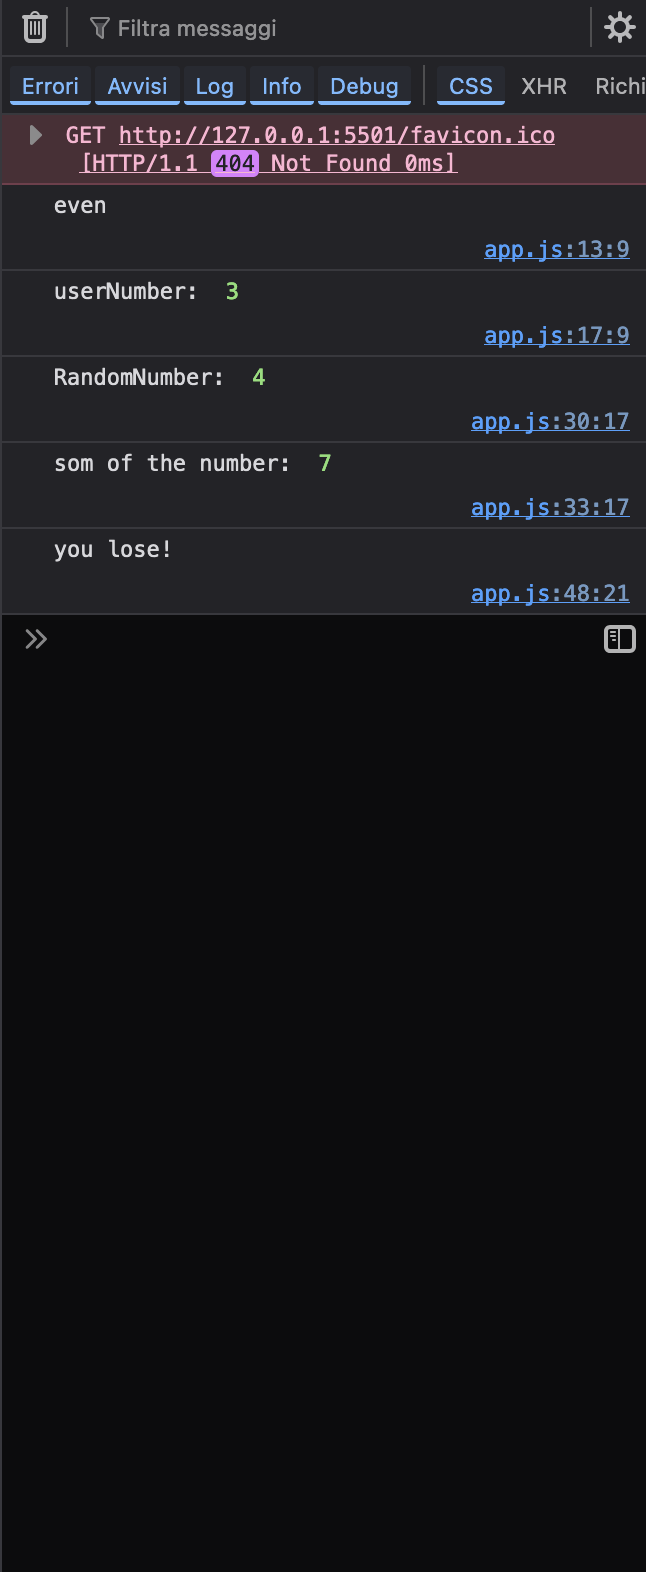 Filtra messaggi
Errori Avvisi Log Info Debug CSS XHR Richi
GET http://127.0.0.1:5501/favicon.ico
[HTTP/1.1 404 Not Found 0ms]
even
app.js:13:9
userNumber: 3
app.js:17:9
RandomNumber: 4
app.js:30:17
som of the number: 7
app.js:33:17
you lose!
app.js:48:21